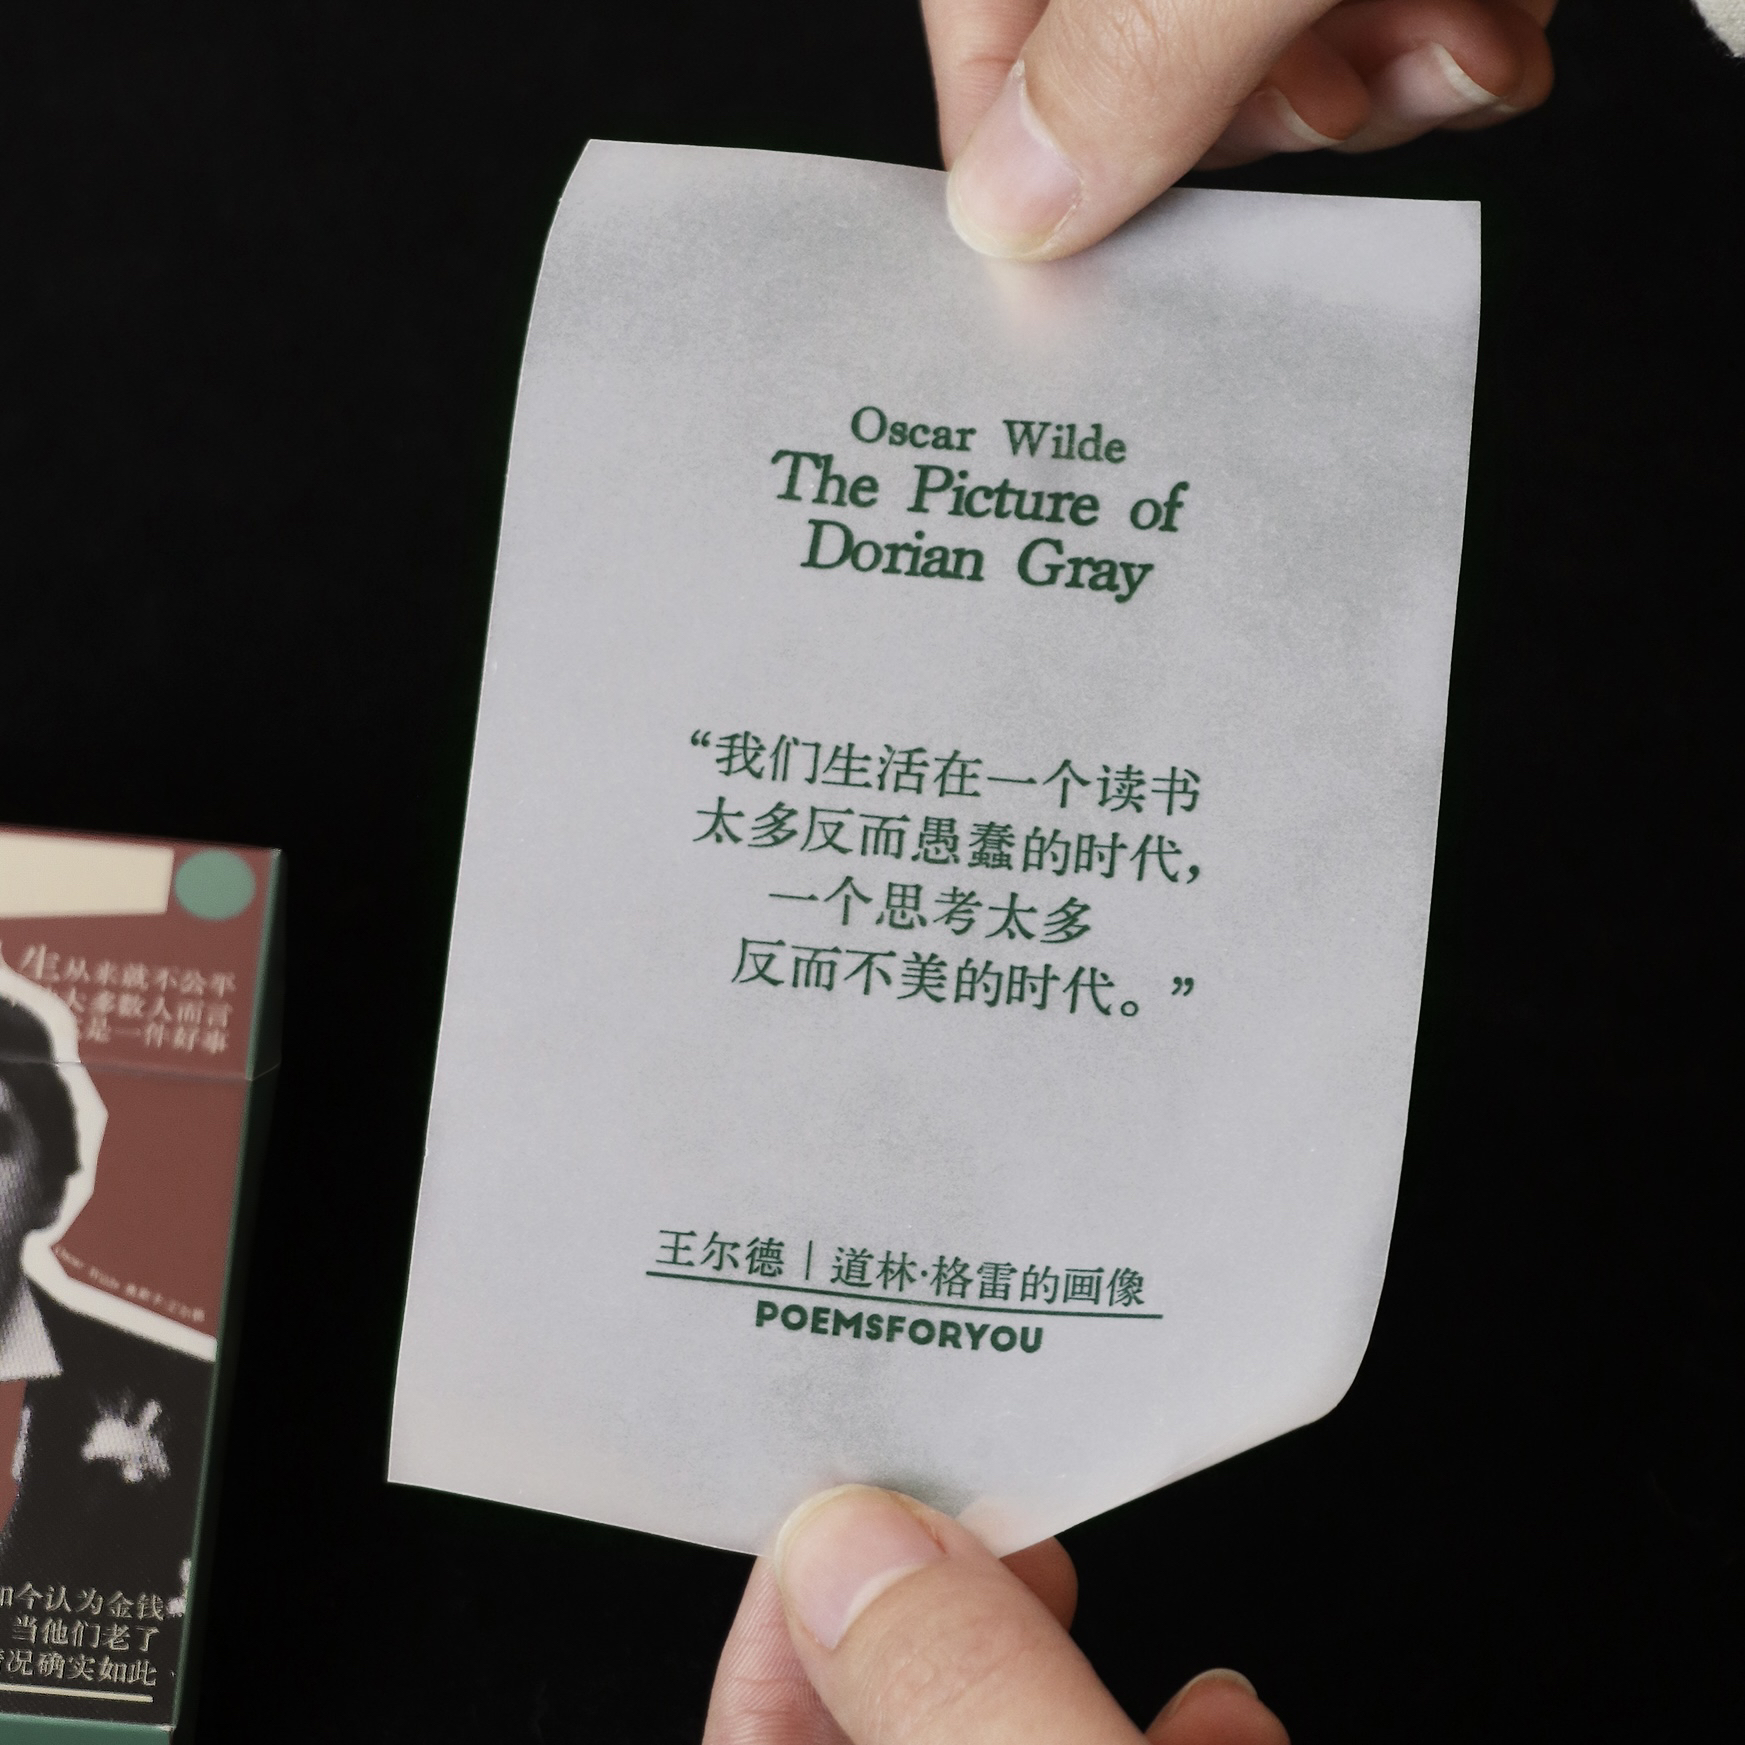 Oscar Wilde
The Picture of
Dorian Gray
“我们生活在一个读书
太多反而愚蠢的时代，
一个思考太多
反而不美的时代。”
王尔德｜道林·格雷的画像
POEMSFORYOU
生从来就不公平
太多数人而言
是一件好事
今认为金钱
当他们老了
况确实如此